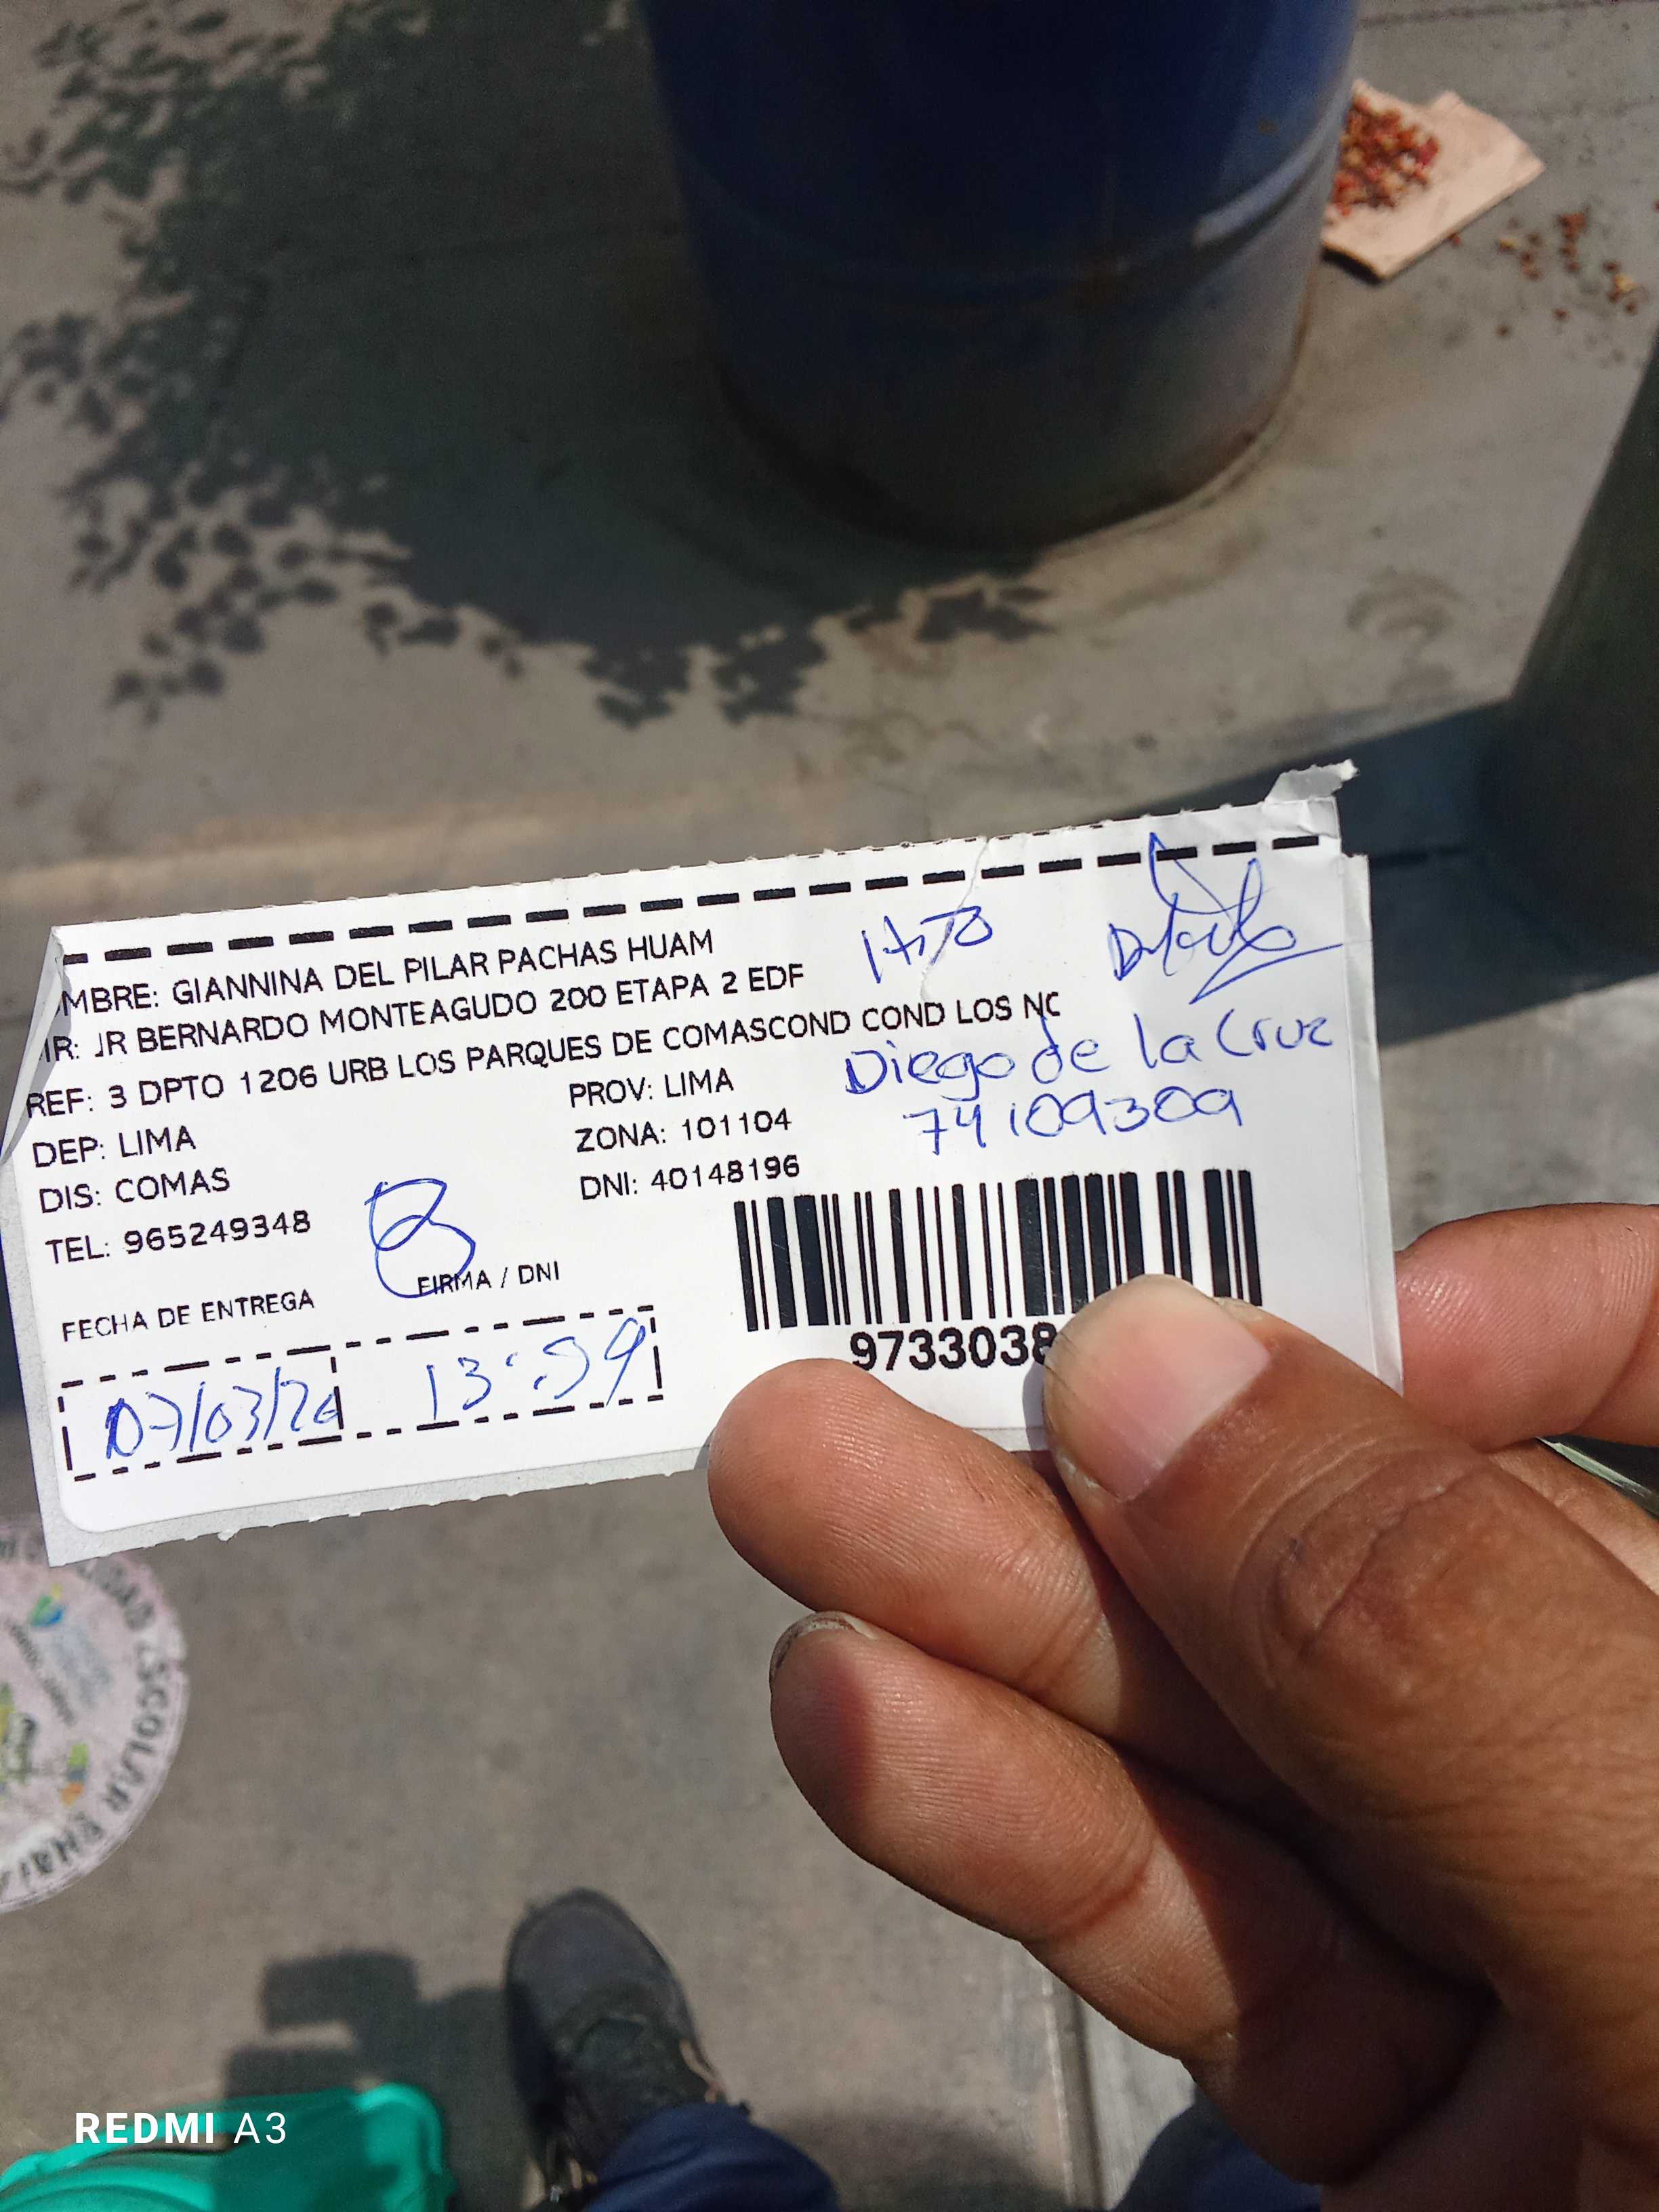 MBRE: GIANNINA DEL PILAR PACHAS HUAM
IR: JR BERNARDO MONTEAGUDO 200 ETAPA 2 EDF
REF: 3 DPTO 1206 URB LOS PARQUES DE COMASCOND COND LOS NC
DEP: LIMA
PROV: LIMA
DIS: COMAS
ZONA: 101104
TEL: 965249348
DNI: 40148196
Diego de la Cruz
74109309
FECHA DE ENTREGA
FIRMA / DNI
07/03/26
13:59
9733038
ESCOLAR
REDMI A3